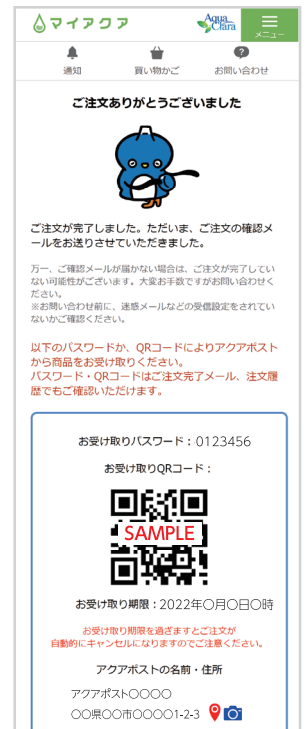 マイアクア
Aqua Clara
メニュー
通知
買い物かご
?
お問い合わせ
ご注文ありがとうございました
ご注文が完了しました。ただいま、ご注文の確認メ
ールをお送りさせていただきました。
万一、ご確認メールが届かない場合は、ご注文が完了してい
ない可能性がございます。大変お手数ですがお問い合わせく
ださい。
※お問い合わせ前に、迷惑メールなどの受信設定をされてい
ないかご確認ください。
以下のパスワードか、QRコードによりアクアポスト
から商品をお受け取りください。
パスワード・QRコードはご注文完了メール、注文履
歴でもご確認いただけます。
お受け取りパスワード：0123456
お受け取りQRコード：
SAMPLE
お受け取り期限：2022年〇月〇日〇時
お受け取り期限を過ぎますとご注文が
自動的にキャンセルになりますのでご注意ください。
アクアポストの名前・住所
アクアポスト〇〇〇〇
〇〇県〇〇市〇〇〇〇1-2-3